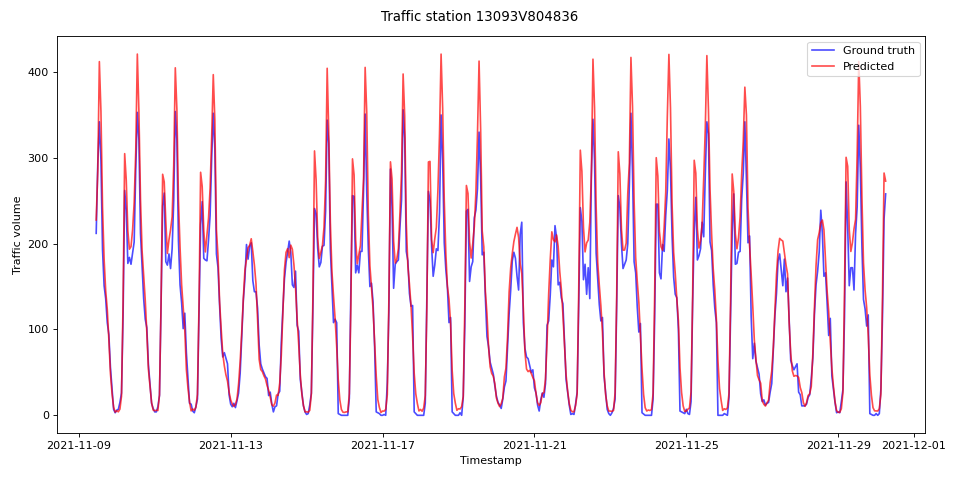 Traffic station 13093V804836
Ground truth
Predicted
400
300
200
100
0
Traffic volume
2021-11-09
2021-11-13
2021-11-17
2021-11-21
2021-11-25
2021-11-29
2021-12-01
Timestamp